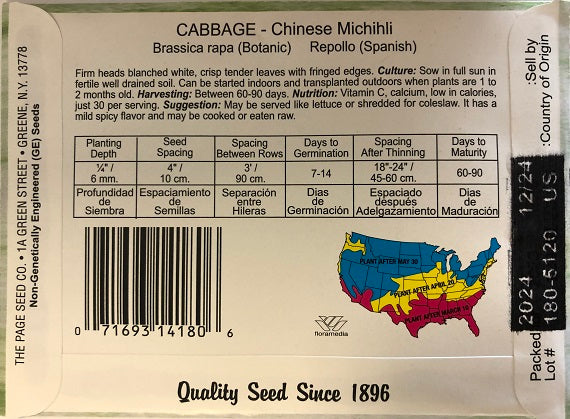 CABBAGE - Chinese Michihli
Brassica rapa (Botanic) Repollo (Spanish)
Firm heads blanched white, crisp tender leaves with fringed edges. Culture: Sow in full sun in
fertile well drained soil. Can be started indoors and transplanted outdoors when plants are 1 to
2 months old. Harvesting: Between 60-90 days. Nutrition: Vitamin C, calcium, low in calories,
just 30 per serving. Suggestion: May be served like lettuce or shredded for coleslaw. It has a
mild spicy flavor and may be cooked or eaten raw.
Planting Depth Seed Spacing Spacing Between Rows Days to Germination Spacing After Thinning Days to Maturity
¼"/ 6 mm. 4"/ 10 cm. 3'/ 90 cm. 7-14 18"-24"/ 45-60 cm. 60-90
Profundidad de Siembra Espaciamiento de Semillas Separación entre Hileras Dias de Germinación Espaciado después Adelgazamiento Dias de Maduración
0 71693 14180 6
floramedia
PLANT AFTER MAY 30
PLANT AFTER APRIL 20
PLANT AFTER MARCH 10
Quality Seed Since 1896
THE PAGE SEED CO. • 1A GREEN STREET • GREENE, N.Y. 13778
Non-Genetically Engineered (GE) Seeds
:Sell by
:Country of Origin
2024 12/24
180-5120 US
Packed
Lot #